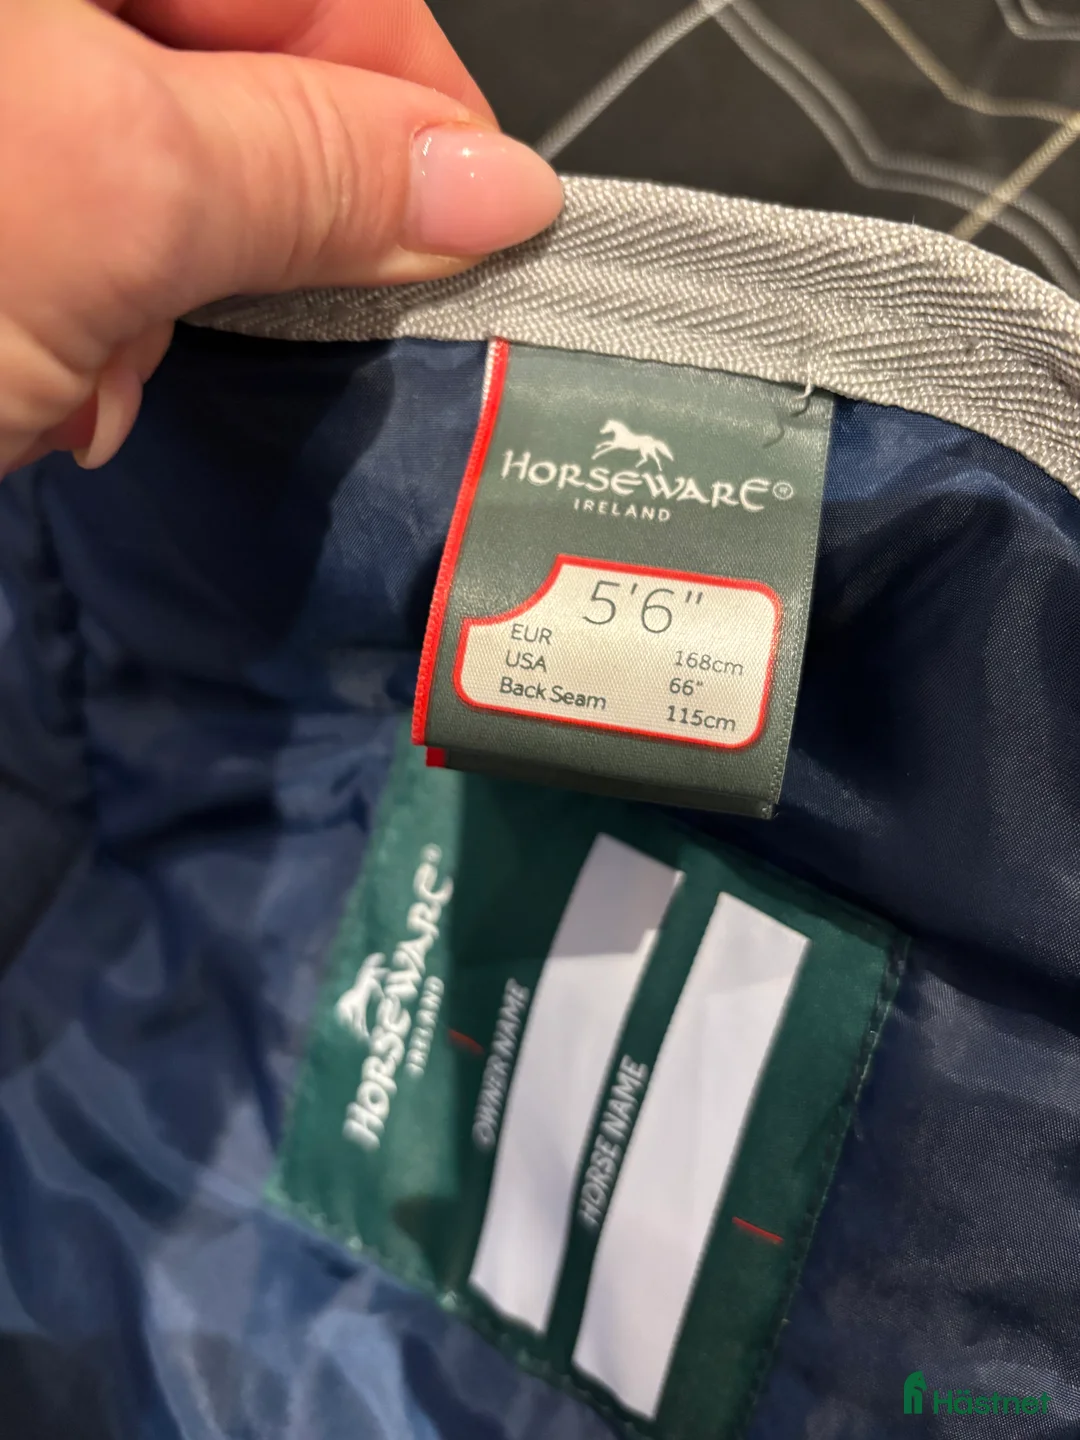 HORSEWARE®
IRELAND
5'6"
EUR 168cm
USA 66"
Back Seam 115cm
HORSEWARE®
IRELAND
OWNER NAME
HORSE NAME
Hästnet